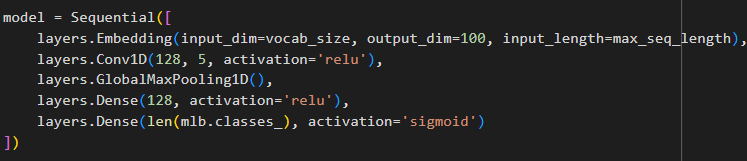 model = Sequential([
    layers.Embedding(input_dim=vocab_size, output_dim=100, input_length=max_seq_length),
    layers.Conv1D(128, 5, activation='relu'),
    layers.GlobalMaxPooling1D(),
    layers.Dense(128, activation='relu'),
    layers.Dense(len(mlb.classes_), activation='sigmoid')
])